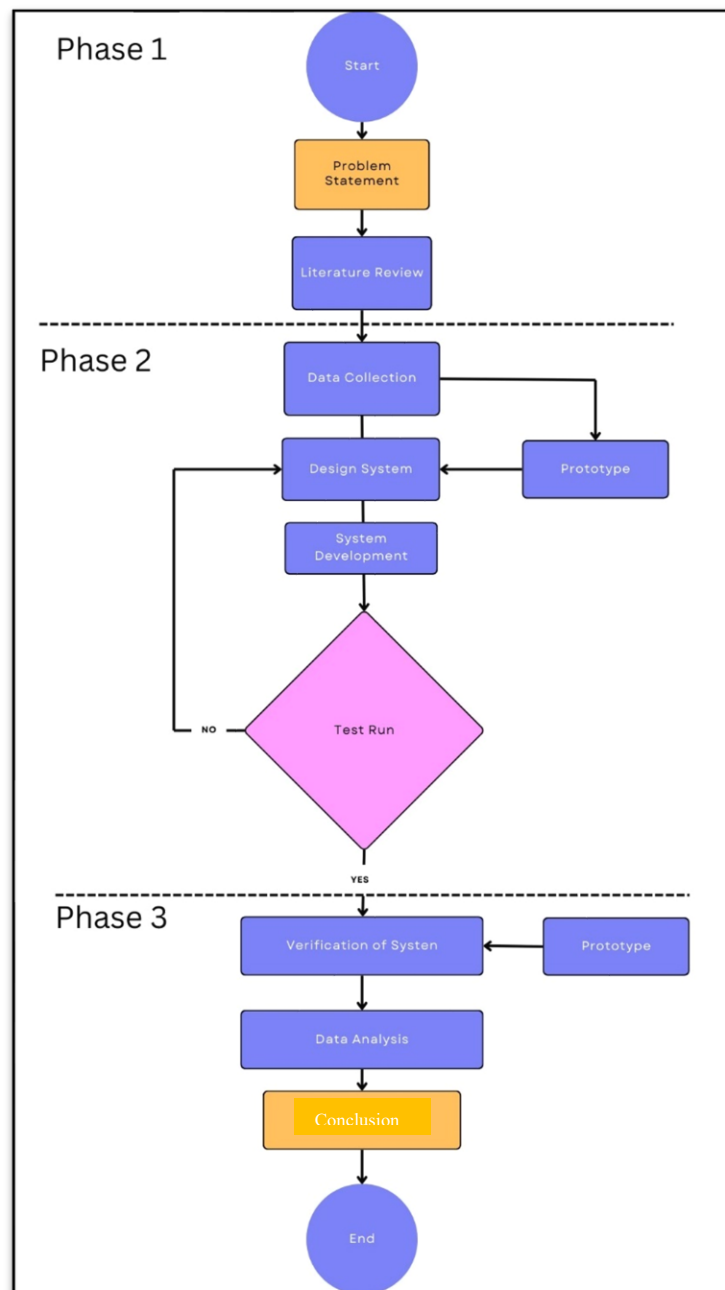 Phase 1
Start
Problem
Statement
Literature Review
Phase 2
Data Collection
Design System
Prototype
System
Development
Test Run
NO
YES
Phase 3
Verification of Systen
Prototype
Data Analysis
Conclusion
End